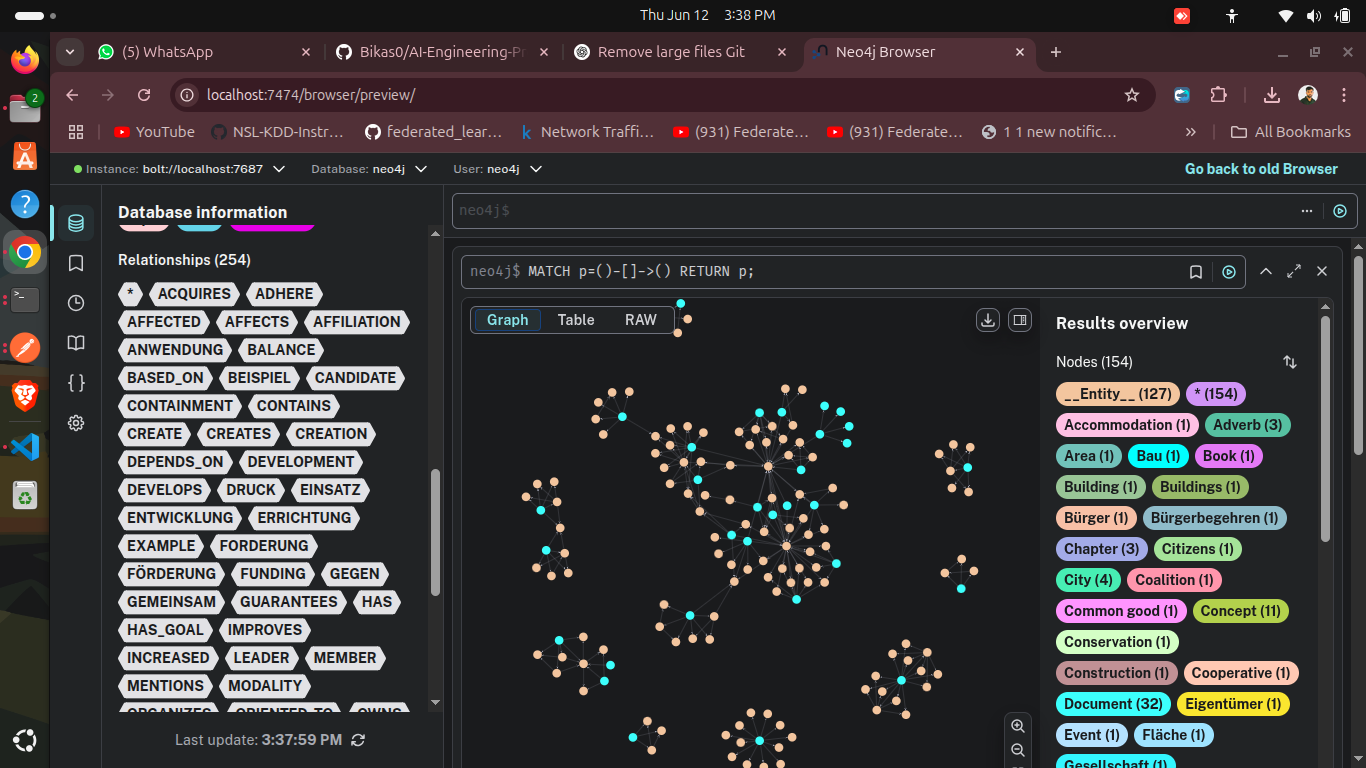 Thu Jun 12 3:38 PM
(5) WhatsApp
Bikas0/AI-Engineering-Pr
Remove large files Git
Neo4j Browser
localhost:7474/browser/preview/
YouTube
NSL-KDD-Instr…
federated_lear…
Network Traffi…
(931) Federate…
(931) Federate…
1 1 new notific…
»
All Bookmarks
2
Instance: bolt://localhost:7687
Database: neo4j
User: neo4j
Go back to old Browser
Database information
Relationships (254)
* ACQUIRES ADHERE
AFFECTED AFFECTS AFFILIATION
ANWENDUNG BALANCE
BASED_ON BEISPIEL CANDIDATE
CONTAINMENT CONTAINS
CREATE CREATES CREATION
DEPENDS_ON DEVELOPMENT
DEVELOPS DRUCK EINSATZ
ENTWICKLUNG ERRICHTUNG
EXAMPLE FORDERUNG
FÖRDERUNG FUNDING GEGEN
GEMEINSAM GUARANTEES HAS
HAS_GOAL IMPROVES
INCREASED LEADER MEMBER
MENTIONS MODALITY
ORGANIZES ORIENTED_TO OWNS
Last update: 3:37:59 PM
neo4j$
neo4j$ MATCH p=()-[]->() RETURN p;
Graph Table RAW
Results overview
Nodes (154)
__Entity__ (127) * (154)
Accommodation (1) Adverb (3)
Area (1) Bau (1) Book (1)
Building (1) Buildings (1)
Bürger (1) Bürgerbegehren (1)
Chapter (3) Citizens (1)
City (4) Coalition (1)
Common good (1) Concept (11)
Conservation (1)
Construction (1) Cooperative (1)
Document (32) Eigentümer (1)
Event (1) Fläche (1)
Gesellschaft (1)